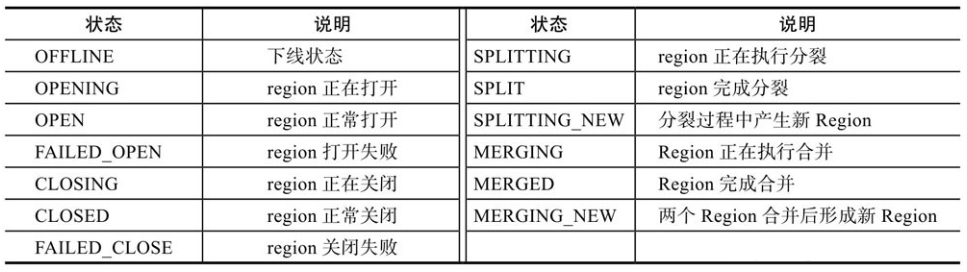 状态 说明 状态 说明
OFFLINE 下线状态 SPLITTING region 正在执行分裂
OPENING region 正在打开 SPLIT region 完成分裂
OPEN region 正常打开 SPLITTING_NEW 分裂过程中产生新 Region
FAILED_OPEN region 打开失败 MERGING Region 正在执行合并
CLOSING region 正在关闭 MERGED Region 完成合并
CLOSED region 正常关闭 MERGING_NEW 两个 Region 合并后形成新 Region
FAILED_CLOSE region 关闭失败